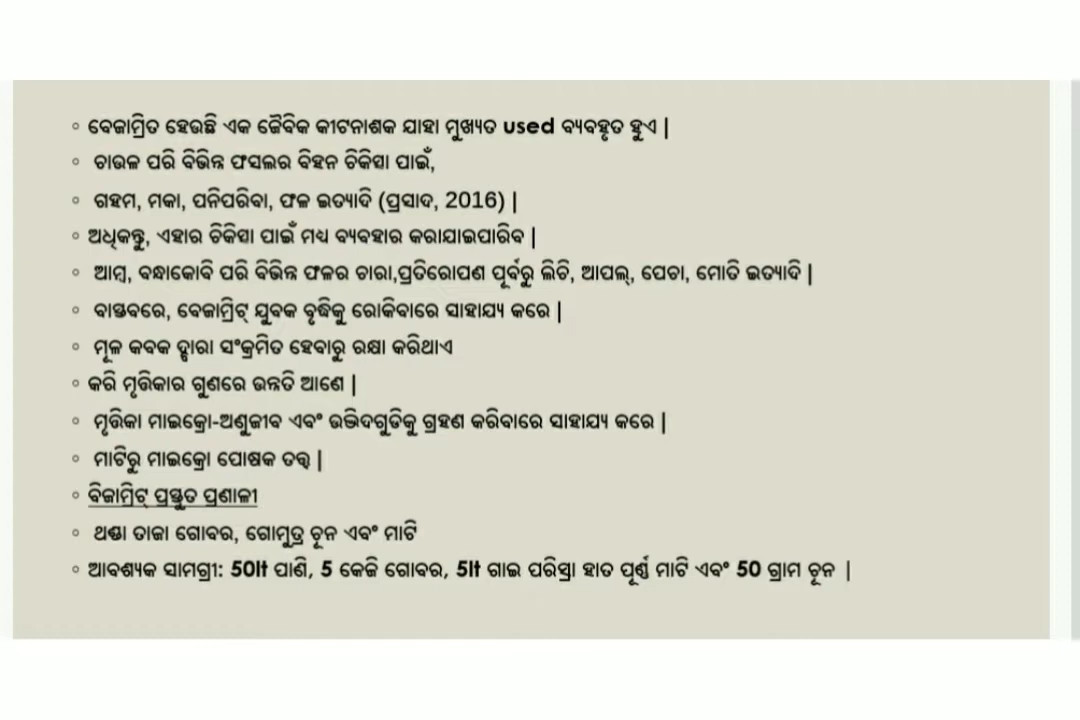 ◦ ବେଜାମ୍ରିତ ହେଉଛି ଏକ ଜୈବିକ କୀଟନାଶକ ଯାହା ମୁଖ୍ୟତ used ବ୍ୟବହୃତ ହୁଏ |
◦ ଚାଉଳ ପରି ବିଭିନ୍ନ ଫସଲର ବିହନ ଚିକିତ୍ସା ପାଇଁ,
◦ ଗହମ, ମକା, ପନିପରିବା, ଫଳ ଇତ୍ୟାଦି (ପ୍ରସାଦ, 2016) |
◦ ଅଧିକନ୍ତୁ, ଏହାର ଚିକିତ୍ସା ପାଇଁ ମଧ୍ୟ ବ୍ୟବହାର କରାଯାଇପାରିବ |
◦ ଆମ୍ବ, ବନ୍ଧାକୋବି ପରି ବିଭିନ୍ନ ଫଳର ଚାରା,ପ୍ରତିରୋପଣ ପୂର୍ବରୁ ଲିଚି, ଆପଲ୍, ପେଚା, ମୋତି ଇତ୍ୟାଦି |
◦ ବାସ୍ତବରେ, ବେଜାମ୍ରିଟ୍ ଯୁବକ ବୃଦ୍ଧିକୁ ରୋକିବାରେ ସାହାଯ୍ୟ କରେ |
◦ ମୂଳ କବକ ଦ୍ବାରା ସଂକ୍ରମିତ ହେବାରୁ ରକ୍ଷା କରିଥାଏ
◦ କରି ମୃତ୍ତିକାର ଗୁଣରେ ଉନ୍ନତି ଆଣେ |
◦ ମୃତ୍ତିକା ମାଇକ୍ରୋ-ଅଣୁଜୀବ ଏବଂ ଉଦ୍ଭିଦଗୁଡିକୁ ଗ୍ରହଣ କରିବାରେ ସାହାଯ୍ୟ କରେ |
◦ ମାଟିରୁ ମାଇକ୍ରୋ ପୋଷକ ତତ୍ତ୍ୱ |
◦ ବିଜାମ୍ରିଟ୍ ପ୍ରସ୍ତୁତ ପ୍ରଣାଳୀ
◦ ଥଣ୍ଡା ତାଜା ଗୋବର, ଗୋମୁତ୍ର ଚୂନ ଏବଂ ମାଟି
◦ ଆବଶ୍ୟକ ସାମଗ୍ରୀ: 50lt ପାଣି, 5 କେଜି ଗୋବର, 5lt ଗାଈ ପରିସ୍ରା ହାତ ପୂର୍ଣ୍ଣ ମାଟି ଏବଂ 50 ଗ୍ରାମ ଚୂନ |